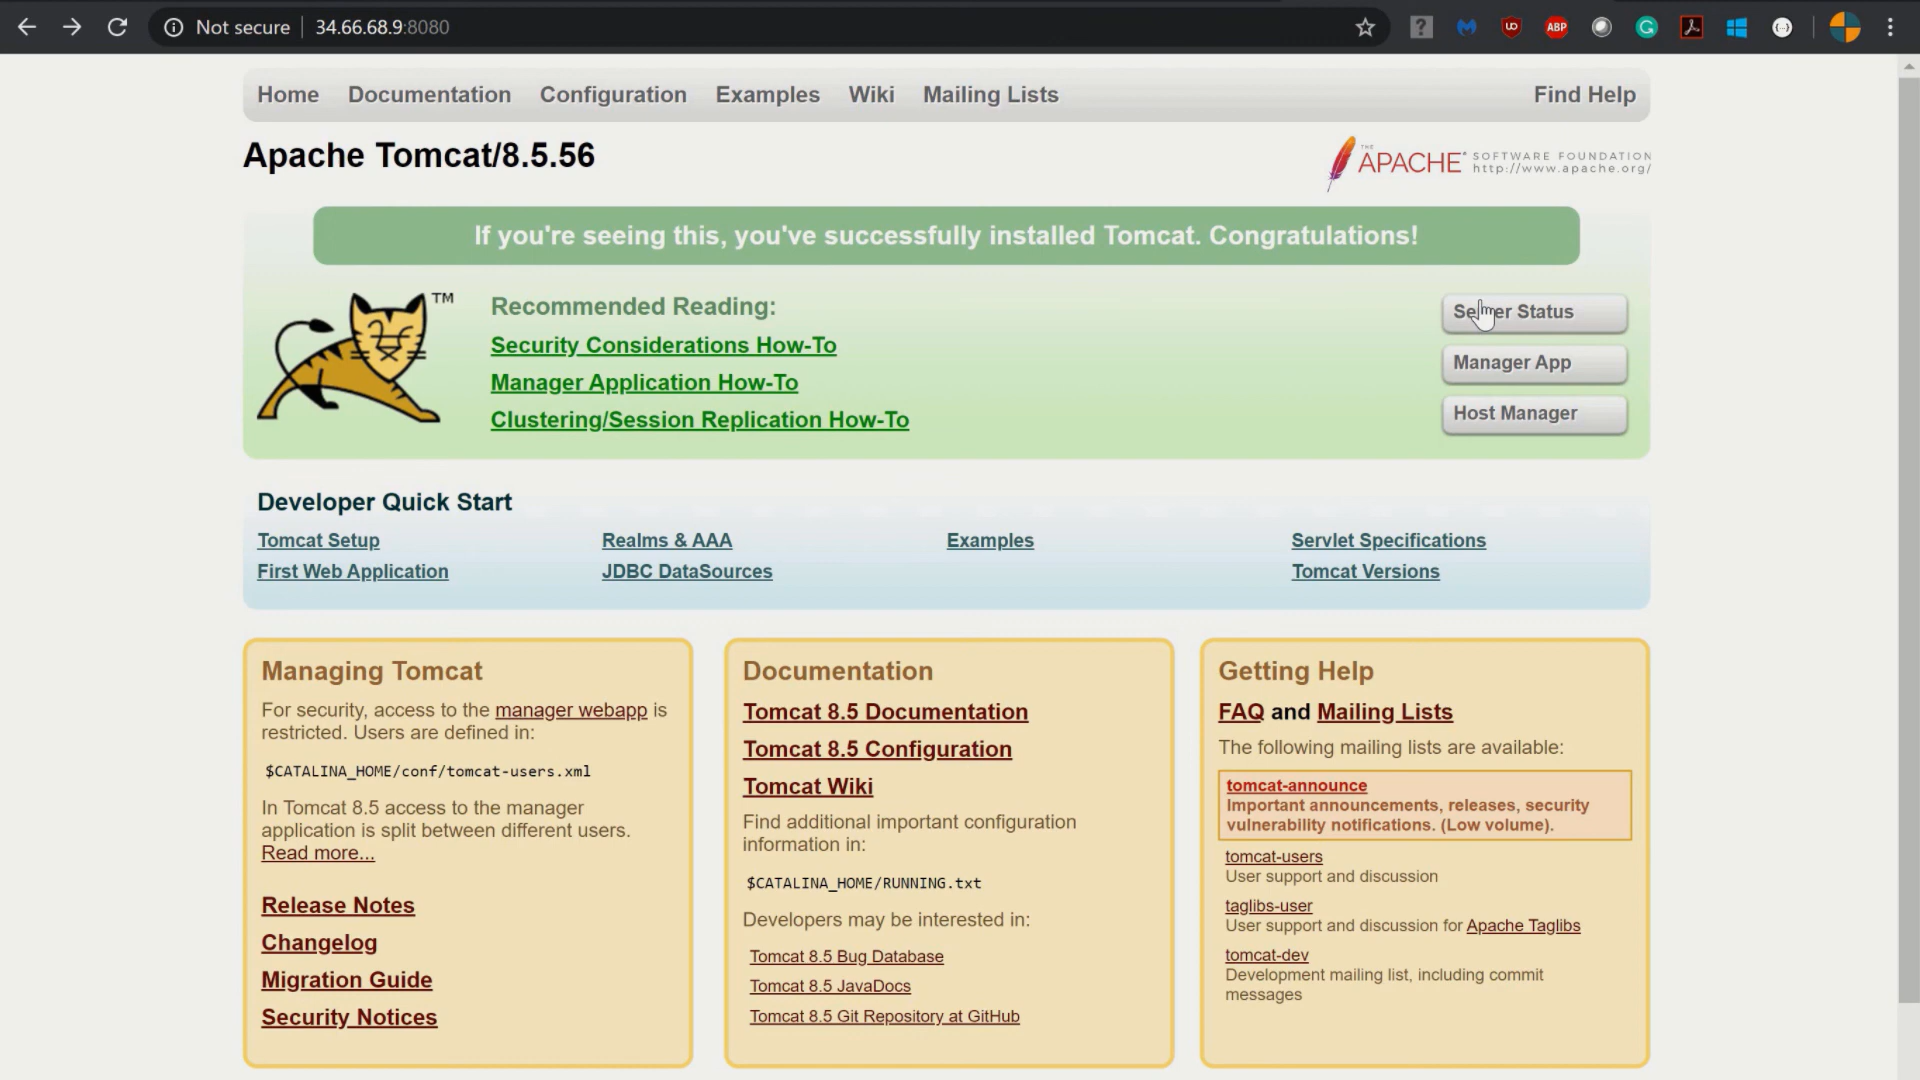 Not secure 34.66.68.9:8080
Home Documentation Configuration Examples Wiki Mailing Lists Find Help
Apache Tomcat/8.5.56
THE APACHE® SOFTWARE FOUNDATION
http://www.apache.org/
If you're seeing this, you've successfully installed Tomcat. Congratulations!
TM
Recommended Reading:
Security Considerations How-To
Manager Application How-To
Clustering/Session Replication How-To
Server Status
Manager App
Host Manager
Developer Quick Start
Tomcat Setup Realms & AAA Examples Servlet Specifications
First Web Application JDBC DataSources Tomcat Versions
Managing Tomcat
For security, access to the manager webapp is
restricted. Users are defined in:
$CATALINA_HOME/conf/tomcat-users.xml
In Tomcat 8.5 access to the manager
application is split between different users.
Read more...
Release Notes
Changelog
Migration Guide
Security Notices
Documentation
Tomcat 8.5 Documentation
Tomcat 8.5 Configuration
Tomcat Wiki
Find additional important configuration
information in:
$CATALINA_HOME/RUNNING.txt
Developers may be interested in:
Tomcat 8.5 Bug Database
Tomcat 8.5 JavaDocs
Tomcat 8.5 Git Repository at GitHub
Getting Help
FAQ and Mailing Lists
The following mailing lists are available:
tomcat-announce
Important announcements, releases, security
vulnerability notifications. (Low volume).
tomcat-users
User support and discussion
taglibs-user
User support and discussion for Apache Taglibs
tomcat-dev
Development mailing list, including commit
messages
ABP